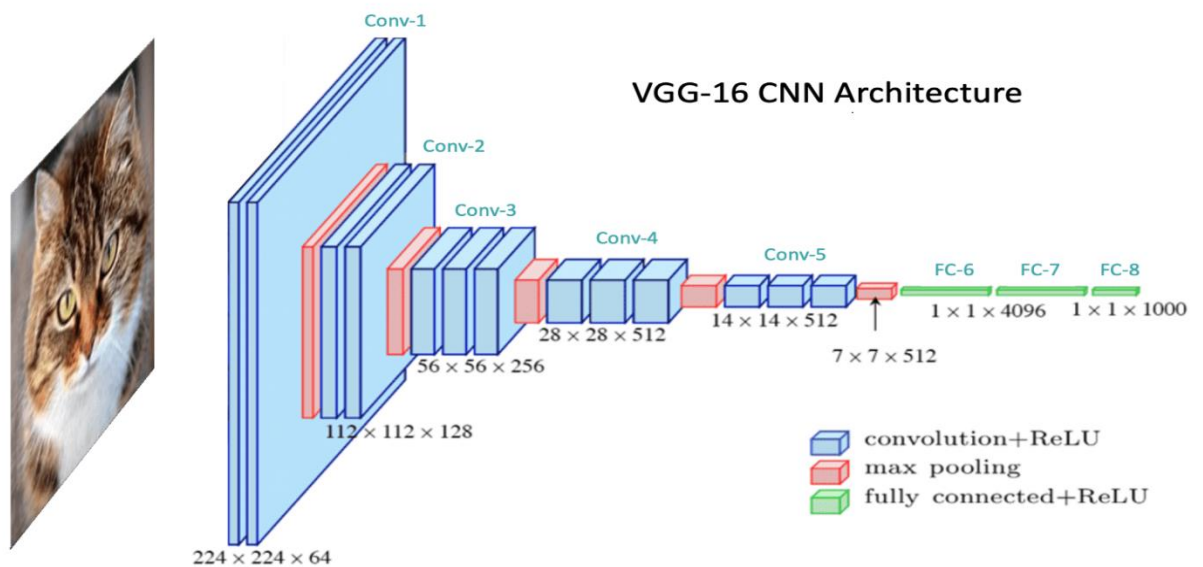 Conv-1
VGG-16 CNN Architecture
Conv-2
Conv-3
Conv-4
Conv-5
FC-6
FC-7
FC-8
1 × 1 × 4096
1 × 1 × 1000
14 × 14 × 512
28 × 28 × 512
7 × 7 × 512
56 × 56 × 256
112 × 112 × 128
convolution+ReLU
max pooling
fully connected+ReLU
224 × 224 × 64